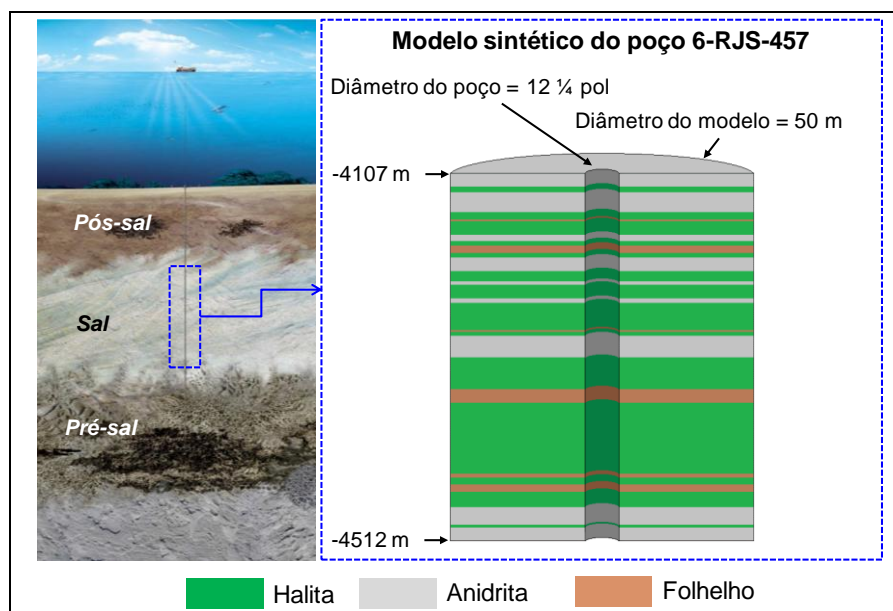 Modelo sintético do poço 6-RJS-457
Diâmetro do poço = 12 ¼ pol
Diâmetro do modelo = 50 m
-4107 m
Pós-sal
Sal
Pré-sal
-4512 m
Halita
Anidrita
Folhelho